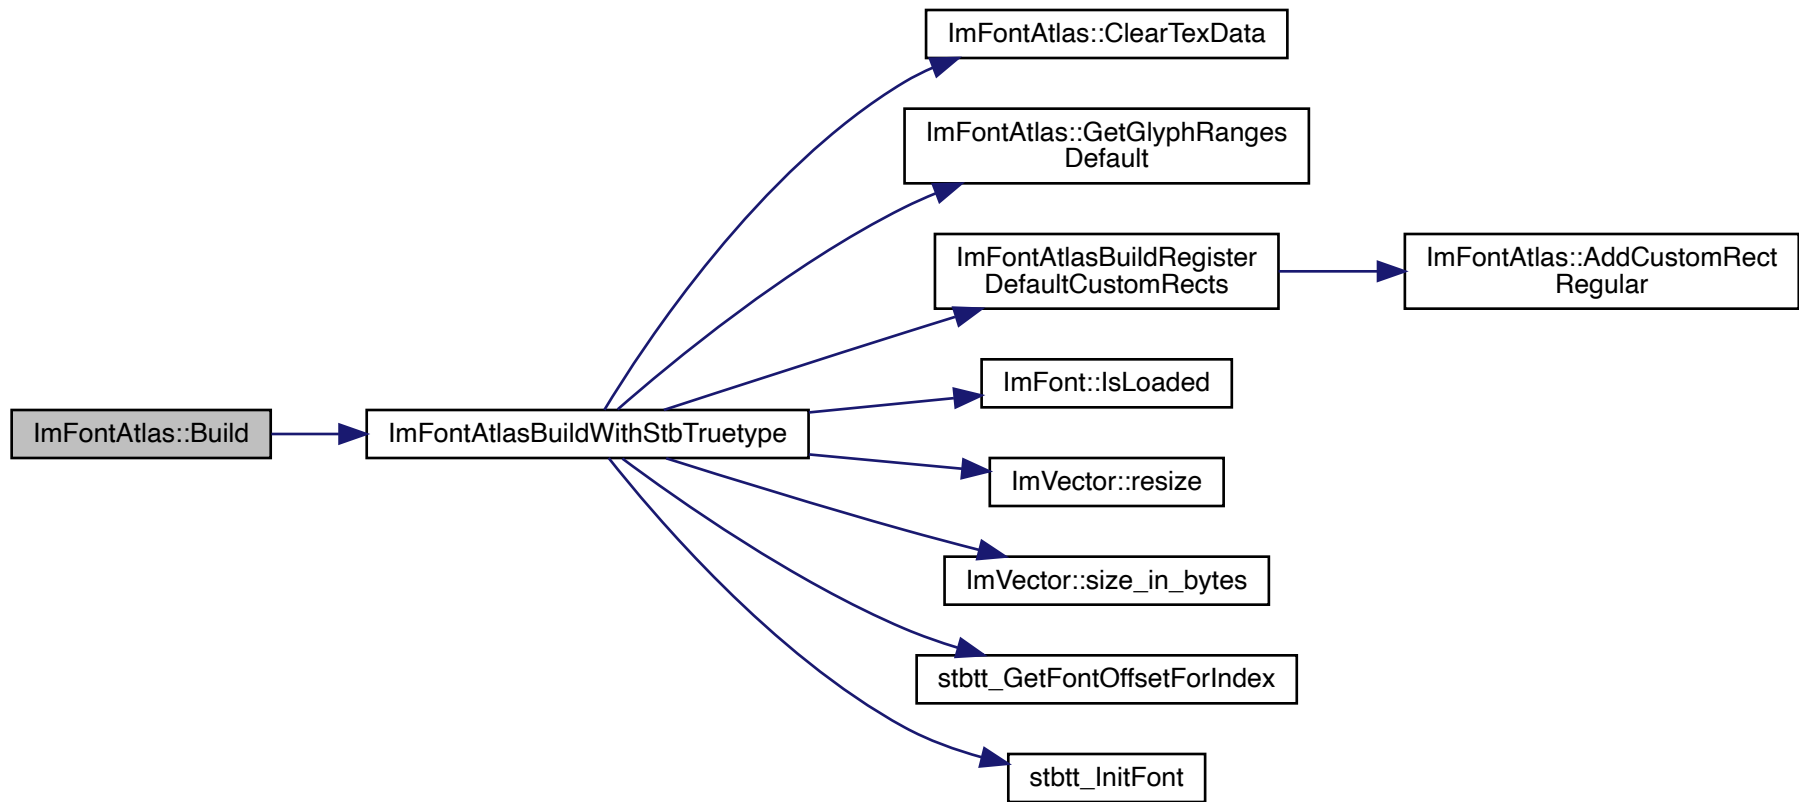 ImFontAtlas::ClearTexData
ImFontAtlas::GetGlyphRanges
Default
ImFontAtlasBuildRegister
DefaultCustomRects
ImFontAtlas::AddCustomRect
Regular
ImFont::IsLoaded
ImFontAtlas::Build
ImFontAtlasBuildWithStbTruetype
ImVector::resize
ImVector::size_in_bytes
stbtt_GetFontOffsetForIndex
stbtt_InitFont